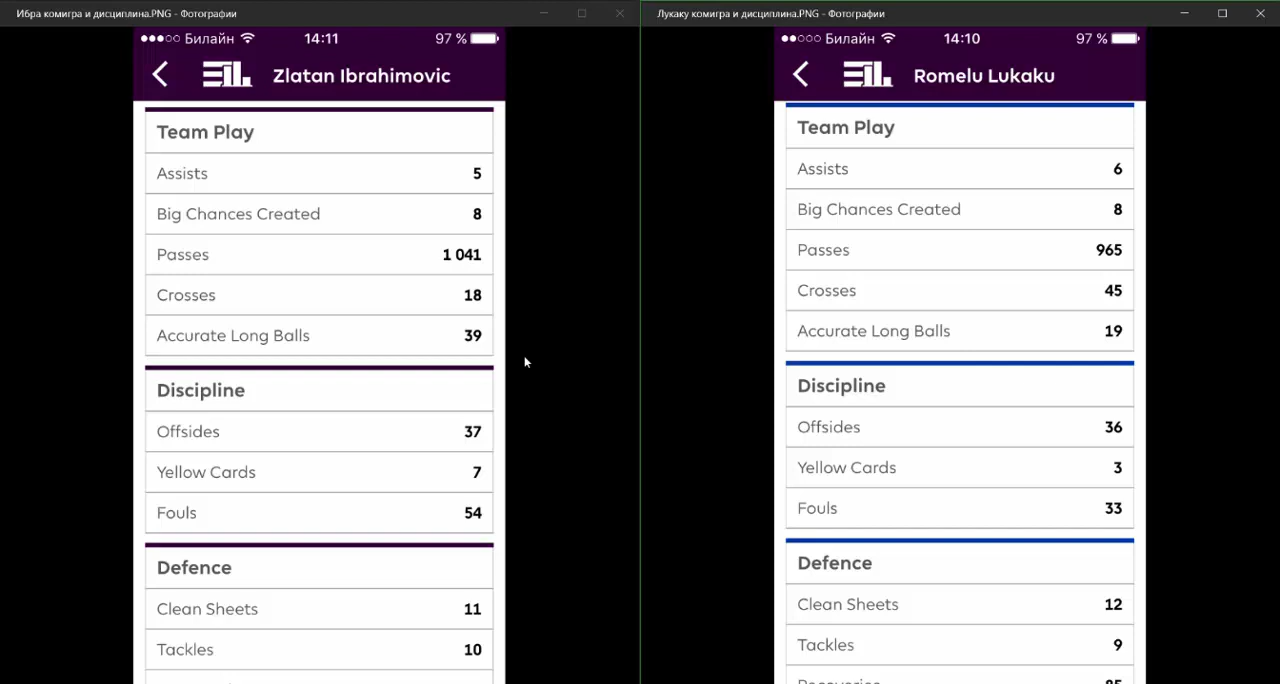 Ибра комигра и дисциплина.PNG - Фотографии
Билайн 14:11 97 %
Zlatan Ibrahimovic
Team Play
Assists 5
Big Chances Created 8
Passes 1 041
Crosses 18
Accurate Long Balls 39
Discipline
Offsides 37
Yellow Cards 7
Fouls 54
Defence
Clean Sheets 11
Tackles 10
Лукаку комигра и дисциплина.PNG - Фотографии
Билайн 14:10 97 %
Romelu Lukaku
Team Play
Assists 6
Big Chances Created 8
Passes 965
Crosses 45
Accurate Long Balls 19
Discipline
Offsides 36
Yellow Cards 3
Fouls 33
Defence
Clean Sheets 12
Tackles 9